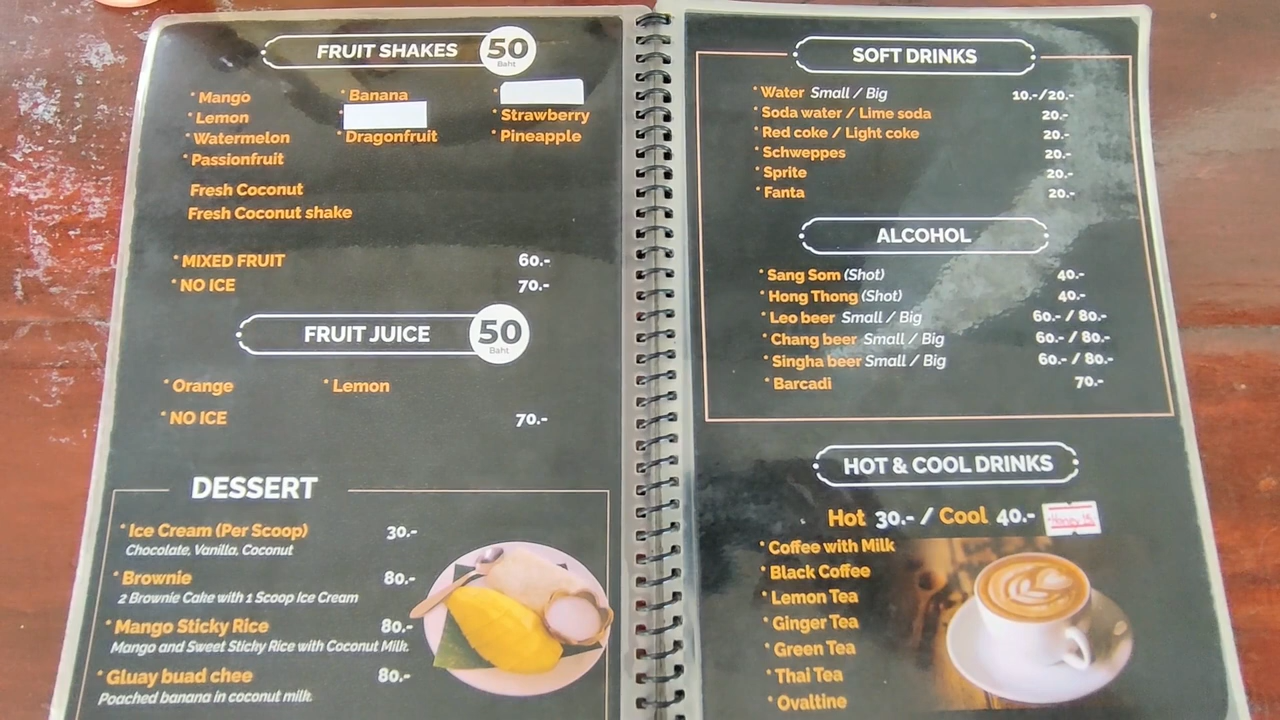 FRUIT SHAKES 50
Baht
* Mango
* Lemon
* Watermelon
* Passionfruit
* Banana
* Dragonfruit
*
* Strawberry
* Pineapple
Fresh Coconut
Fresh Coconut shake
* MIXED FRUIT 60.-
* NO ICE 70.-
FRUIT JUICE 50
Baht
* Orange * Lemon
* NO ICE 70.-
DESSERT
* Ice Cream (Per Scoop) 30.-
Chocolate, Vanilla, Coconut
* Brownie 80.-
2 Brownie Cake with 1 Scoop Ice Cream
* Mango Sticky Rice 80.-
Mango and Sweet Sticky Rice with Coconut Milk.
* Gluay buad chee 80.-
Poached banana in coconut milk.
SOFT DRINKS
* Water Small / Big 10.-/20.-
* Soda water / Lime soda 20.-
* Red coke / Light coke 20.-
* Schweppes 20.-
* Sprite 20.-
* Fanta 20.-
ALCOHOL
* Sang Som (Shot) 40.-
* Hong Thong (Shot) 40.-
* Leo beer Small / Big 60.- / 80.-
* Chang beer Small / Big 60.- / 80.-
* Singha beer Small / Big 60.- / 80.-
* Barcadi 70.-
HOT & COOL DRINKS
Hot 30.- / Cool 40.- Honey 15
* Coffee with Milk
* Black Coffee
* Lemon Tea
* Ginger Tea
* Green Tea
* Thai Tea
* Ovaltine